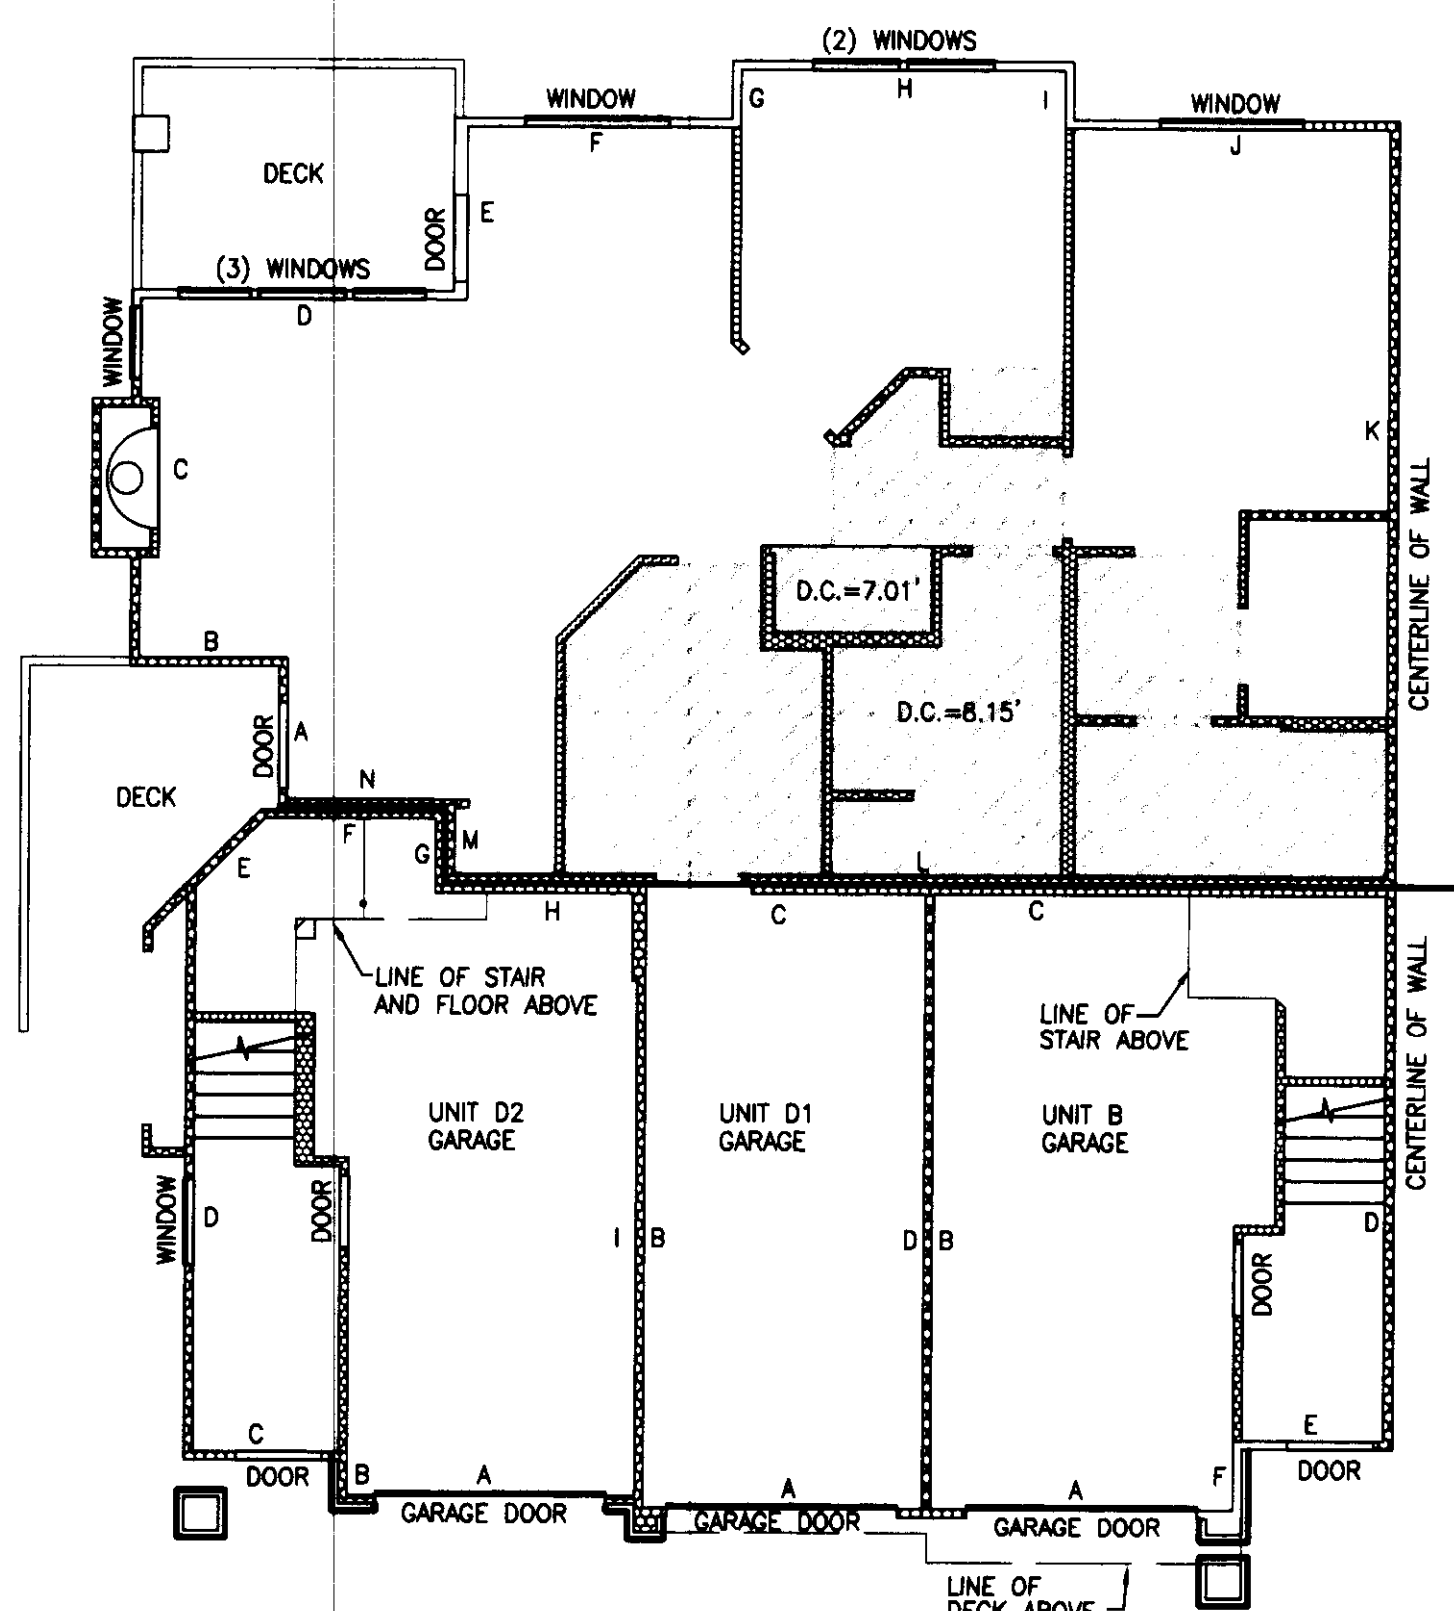 (2) WINDOWS
G
H
I
WINDOW
F
WINDOW
J
DECK
DOOR
E
(3) WINDOWS
D
WINDOW
C
K
CENTERLINE OF WALL
D.C.=7.01'
B
D.C.=8.15'
DOOR
A
DECK
N
F
G
M
E
L
H
C
C
LINE OF STAIR
AND FLOOR ABOVE
LINE OF
STAIR ABOVE
CENTERLINE OF WALL
UNIT D2
GARAGE
UNIT D1
GARAGE
UNIT B
GARAGE
WINDOW
D
DOOR
I
B
D
B
D
DOOR
C
DOOR
B
A
GARAGE DOOR
A
GARAGE DOOR
A
GARAGE DOOR
F
E
DOOR
LINE OF
DECK ABOVE